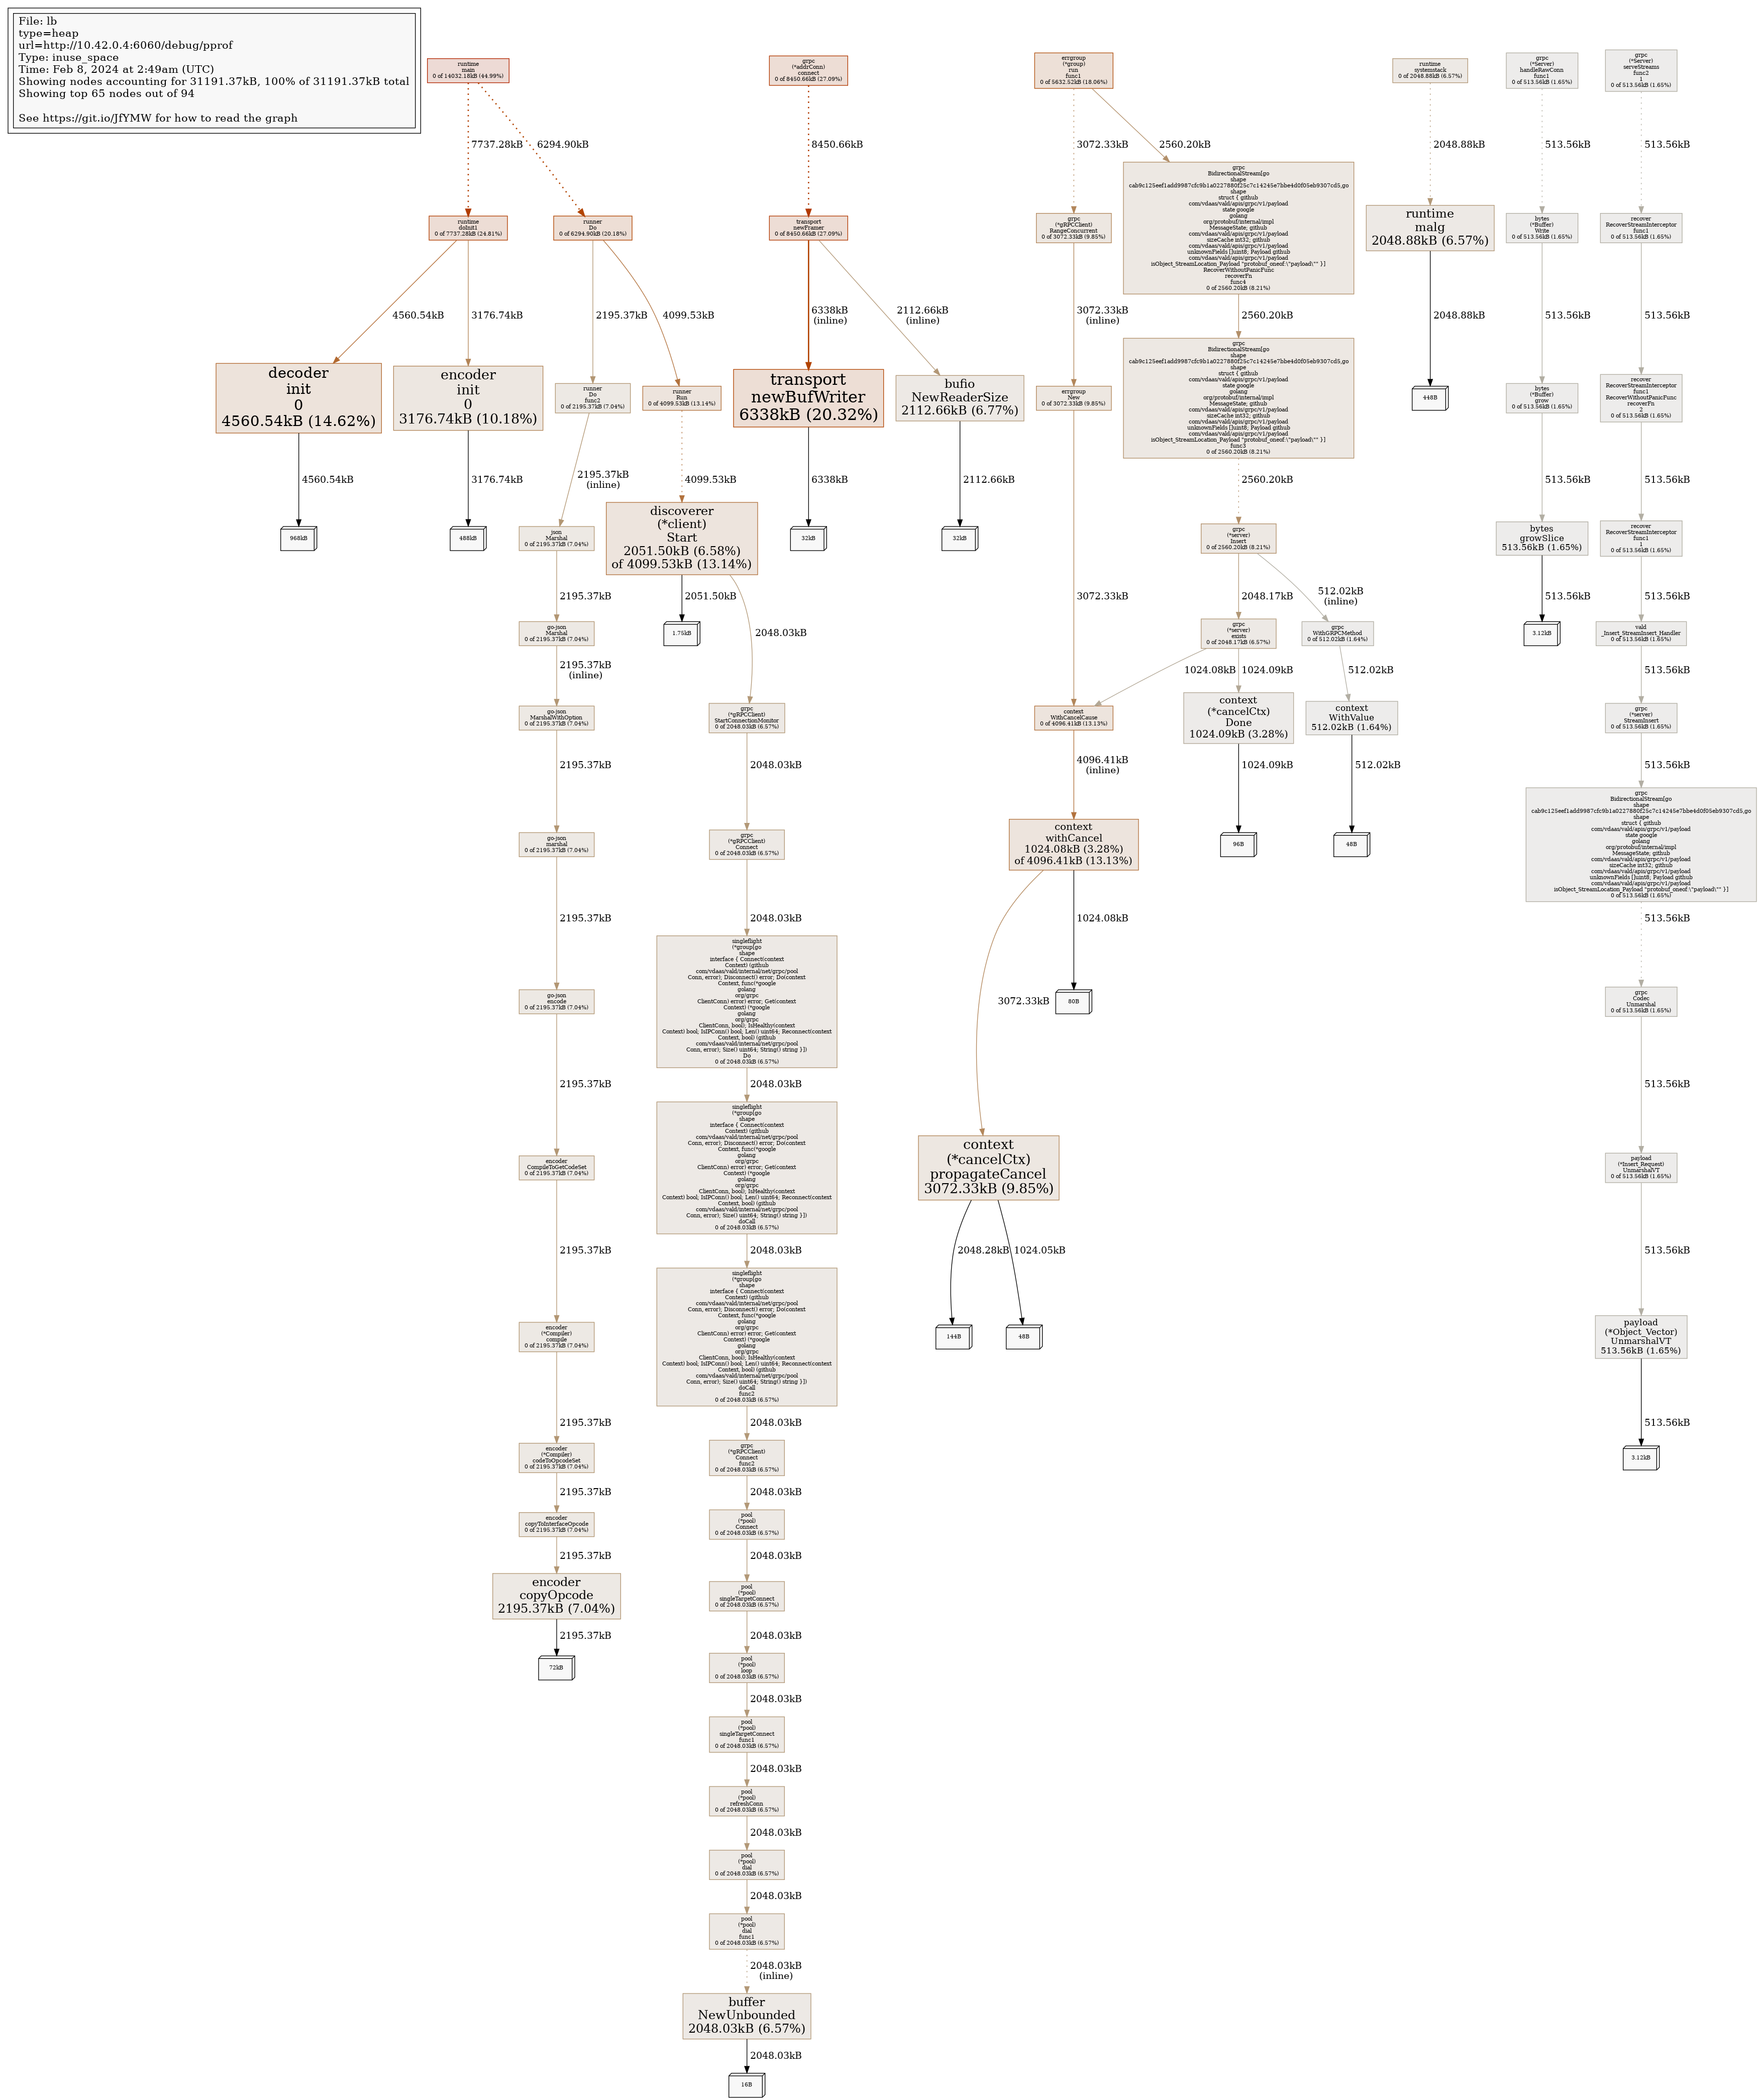 File: lb
type=heap
url=http://10.42.0.4:6060/debug/pprof
Type: inuse_space
Time: Feb 8, 2024 at 2:49am (UTC)
Showing nodes accounting for 31191.37kB, 100% of 31191.37kB total
Showing top 65 nodes out of 94
See https://git.io/JfYMW for how to read the graph
runtime
main
0 of 14032.18kB (44.99%)
7737.28kB
6294.90kB
runtime
doInit1
0 of 7737.28kB (24.81%)
runner
Do
0 of 6294.90kB (20.18%)
4560.54kB
3176.74kB
2195.37kB
4099.53kB
decoder
init
0
4560.54kB (14.62%)
4560.54kB
968kB
encoder
init
0
3176.74kB (10.18%)
3176.74kB
488kB
runner
Do
func2
0 of 2195.37kB (7.04%)
2195.37kB
(inline)
json
Marshal
0 of 2195.37kB (7.04%)
2195.37kB
go-json
Marshal
0 of 2195.37kB (7.04%)
2195.37kB
(inline)
go-json
MarshalWithOption
0 of 2195.37kB (7.04%)
2195.37kB
go-json
marshal
0 of 2195.37kB (7.04%)
2195.37kB
go-json
encode
0 of 2195.37kB (7.04%)
2195.37kB
encoder
CompileToGetCodeSet
0 of 2195.37kB (7.04%)
2195.37kB
encoder
(*Compiler)
compile
0 of 2195.37kB (7.04%)
2195.37kB
encoder
(*Compiler)
codeToOpcodeSet
0 of 2195.37kB (7.04%)
2195.37kB
encoder
copyToInterfaceOpcode
0 of 2195.37kB (7.04%)
2195.37kB
encoder
copyOpcode
2195.37kB (7.04%)
2195.37kB
72kB
runner
Run
0 of 4099.53kB (13.14%)
4099.53kB
discoverer
(*client)
Start
2051.50kB (6.58%)
of 4099.53kB (13.14%)
2051.50kB
1.75kB
2048.03kB
grpc
(*gRPCClient)
StartConnectionMonitor
0 of 2048.03kB (6.57%)
2048.03kB
grpc
(*gRPCClient)
Connect
0 of 2048.03kB (6.57%)
2048.03kB
singleflight
(*group[go
shape
interface { Connect(context
Context) (github
com/vdaas/vald/internal/net/grpc/pool
Conn, error); Disconnect() error; Do(context
Context, func(*google
golang
org/grpc
ClientConn) error) error; Get(context
Context) (*google
golang
org/grpc
ClientConn, bool); IsHealthy(context
Context) bool; IsIPConn() bool; Len() uint64; Reconnect(context
Context, bool) (github
com/vdaas/vald/internal/net/grpc/pool
Conn, error); Size() uint64; String() string }])
Do
0 of 2048.03kB (6.57%)
2048.03kB
singleflight
(*group[go
shape
interface { Connect(context
Context) (github
com/vdaas/vald/internal/net/grpc/pool
Conn, error); Disconnect() error; Do(context
Context, func(*google
golang
org/grpc
ClientConn) error) error; Get(context
Context) (*google
golang
org/grpc
ClientConn, bool); IsHealthy(context
Context) bool; IsIPConn() bool; Len() uint64; Reconnect(context
Context, bool) (github
com/vdaas/vald/internal/net/grpc/pool
Conn, error); Size() uint64; String() string }])
doCall
0 of 2048.03kB (6.57%)
2048.03kB
singleflight
(*group[go
shape
interface { Connect(context
Context) (github
com/vdaas/vald/internal/net/grpc/pool
Conn, error); Disconnect() error; Do(context
Context, func(*google
golang
org/grpc
ClientConn) error) error; Get(context
Context) (*google
golang
org/grpc
ClientConn, bool); IsHealthy(context
Context) bool; IsIPConn() bool; Len() uint64; Reconnect(context
Context, bool) (github
com/vdaas/vald/internal/net/grpc/pool
Conn, error); Size() uint64; String() string }])
doCall
func2
0 of 2048.03kB (6.57%)
2048.03kB
grpc
(*gRPCClient)
Connect
func2
0 of 2048.03kB (6.57%)
2048.03kB
pool
(*pool)
Connect
0 of 2048.03kB (6.57%)
2048.03kB
pool
(*pool)
singleTargetConnect
0 of 2048.03kB (6.57%)
2048.03kB
pool
(*pool)
loop
0 of 2048.03kB (6.57%)
2048.03kB
pool
(*pool)
singleTargetConnect
func1
0 of 2048.03kB (6.57%)
2048.03kB
pool
(*pool)
refreshConn
0 of 2048.03kB (6.57%)
2048.03kB
pool
(*pool)
dial
0 of 2048.03kB (6.57%)
2048.03kB
pool
(*pool)
dial
func1
0 of 2048.03kB (6.57%)
2048.03kB
(inline)
buffer
NewUnbounded
2048.03kB (6.57%)
2048.03kB
16B
grpc
(*addrConn)
connect
0 of 8450.66kB (27.09%)
8450.66kB
transport
newFramer
0 of 8450.66kB (27.09%)
6338kB
(inline)
2112.66kB
(inline)
transport
newBufWriter
6338kB (20.32%)
6338kB
32kB
bufio
NewReaderSize
2112.66kB (6.77%)
2112.66kB
32kB
errgroup
(*group)
run
func1
0 of 5632.52kB (18.06%)
3072.33kB
2560.20kB
grpc
(*gRPCClient)
RangeConcurrent
0 of 3072.33kB (9.85%)
3072.33kB
(inline)
errgroup
New
0 of 3072.33kB (9.85%)
3072.33kB
grpc
BidirectionalStream[go
shape
cab9c125eef1add9987cfc9b1a0227880f25c7c14245e7bbe4d0f05eb9307cd5,go
shape
struct { github
com/vdaas/vald/apis/grpc/v1/payload
state google
golang
org/protobuf/internal/impl
MessageState; github
com/vdaas/vald/apis/grpc/v1/payload
sizeCache int32; github
com/vdaas/vald/apis/grpc/v1/payload
unknownFields []uint8; Payload github
com/vdaas/vald/apis/grpc/v1/payload
isObject_StreamLocation_Payload "protobuf_oneof:\"payload\"" }]
RecoverWithoutPanicFunc
recoverFn
func4
0 of 2560.20kB (8.21%)
2560.20kB
grpc
BidirectionalStream[go
shape
cab9c125eef1add9987cfc9b1a0227880f25c7c14245e7bbe4d0f05eb9307cd5,go
shape
struct { github
com/vdaas/vald/apis/grpc/v1/payload
state google
golang
org/protobuf/internal/impl
MessageState; github
com/vdaas/vald/apis/grpc/v1/payload
sizeCache int32; github
com/vdaas/vald/apis/grpc/v1/payload
unknownFields []uint8; Payload github
com/vdaas/vald/apis/grpc/v1/payload
isObject_StreamLocation_Payload "protobuf_oneof:\"payload\"" }]
func3
0 of 2560.20kB (8.21%)
2560.20kB
grpc
(*server)
Insert
0 of 2560.20kB (8.21%)
2048.17kB
512.02kB
(inline)
grpc
(*server)
exists
0 of 2048.17kB (6.57%)
grpc
WithGRPCMethod
0 of 512.02kB (1.64%)
1024.08kB
1024.09kB
512.02kB
context
WithCancelCause
0 of 4096.41kB (13.13%)
context
(*cancelCtx)
Done
1024.09kB (3.28%)
context
WithValue
512.02kB (1.64%)
4096.41kB
(inline)
1024.09kB
512.02kB
context
withCancel
1024.08kB (3.28%)
of 4096.41kB (13.13%)
96B
48B
3072.33kB
1024.08kB
80B
context
(*cancelCtx)
propagateCancel
3072.33kB (9.85%)
2048.28kB
1024.05kB
144B
48B
runtime
systemstack
0 of 2048.88kB (6.57%)
2048.88kB
runtime
malg
2048.88kB (6.57%)
2048.88kB
448B
grpc
(*Server)
handleRawConn
func1
0 of 513.56kB (1.65%)
513.56kB
bytes
(*Buffer)
Write
0 of 513.56kB (1.65%)
513.56kB
bytes
(*Buffer)
grow
0 of 513.56kB (1.65%)
513.56kB
bytes
growSlice
513.56kB (1.65%)
513.56kB
3.12kB
grpc
(*Server)
serveStreams
func2
1
0 of 513.56kB (1.65%)
513.56kB
recover
RecoverStreamInterceptor
func1
0 of 513.56kB (1.65%)
513.56kB
recover
RecoverStreamInterceptor
func1
RecoverWithoutPanicFunc
recoverFn
2
0 of 513.56kB (1.65%)
513.56kB
recover
RecoverStreamInterceptor
func1
1
0 of 513.56kB (1.65%)
513.56kB
vald
_Insert_StreamInsert_Handler
0 of 513.56kB (1.65%)
513.56kB
grpc
(*server)
StreamInsert
0 of 513.56kB (1.65%)
513.56kB
grpc
BidirectionalStream[go
shape
cab9c125eef1add9987cfc9b1a0227880f25c7c14245e7bbe4d0f05eb9307cd5,go
shape
struct { github
com/vdaas/vald/apis/grpc/v1/payload
state google
golang
org/protobuf/internal/impl
MessageState; github
com/vdaas/vald/apis/grpc/v1/payload
sizeCache int32; github
com/vdaas/vald/apis/grpc/v1/payload
unknownFields []uint8; Payload github
com/vdaas/vald/apis/grpc/v1/payload
isObject_StreamLocation_Payload "protobuf_oneof:\"payload\"" }]
0 of 513.56kB (1.65%)
513.56kB
grpc
Codec
Unmarshal
0 of 513.56kB (1.65%)
513.56kB
payload
(*Insert_Request)
UnmarshalVT
0 of 513.56kB (1.65%)
513.56kB
payload
(*Object_Vector)
UnmarshalVT
513.56kB (1.65%)
513.56kB
3.12kB